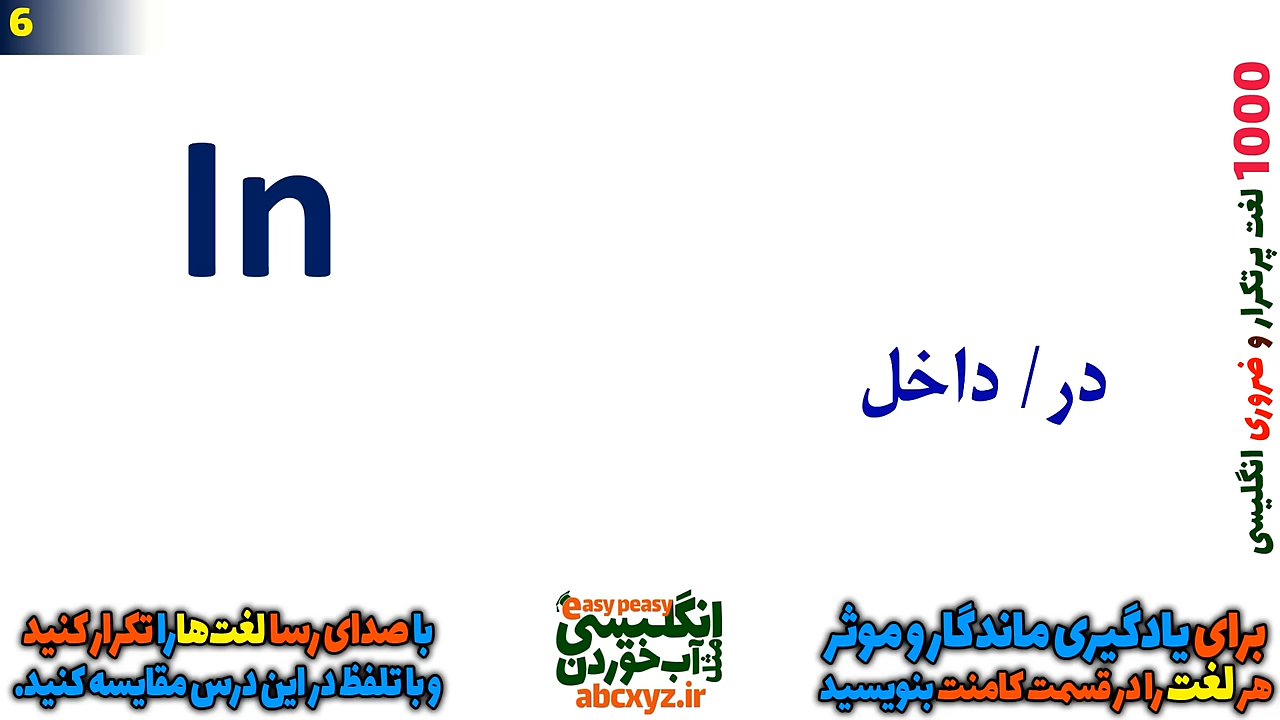 6
In
در / داخل
1000 لغت پرتکرار و ضروری انگلیسی
با صدای رسا لغت‌ها را تکرار کنید
و با تلفظ در این درس مقایسه کنید.
easy peasy
انگلیسی
مثل
آب خوردن
abcxyz.ir
برای یادگیری ماندگار و موثر
هر لغت را در قسمت کامنت بنویسید